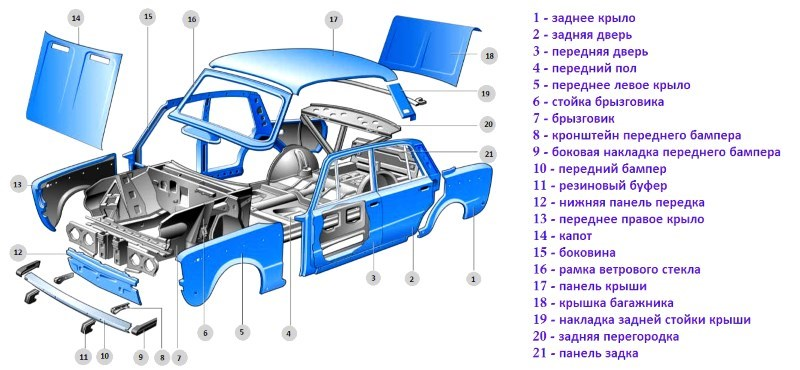 14
15
16
17
18
19
20
21
13
12
11
10
9
8
7
6
5
4
3
2
1
1 - заднее крыло
2 - задняя дверь
3 - передняя дверь
4 - передний пол
5 - переднее левое крыло
6 - стойка брызговика
7 - брызговик
8 - кронштейн переднего бампера
9 - боковая накладка переднего бампера
10 - передний бампер
11 - резиновый буфер
12 - нижняя панель передка
13 - переднее правое крыло
14 - капот
15 - боковина
16 - рамка ветрового стекла
17 - панель крыши
18 - крышка багажника
19 - накладка задней стойки крыши
20 - задняя перегородка
21 - панель задка